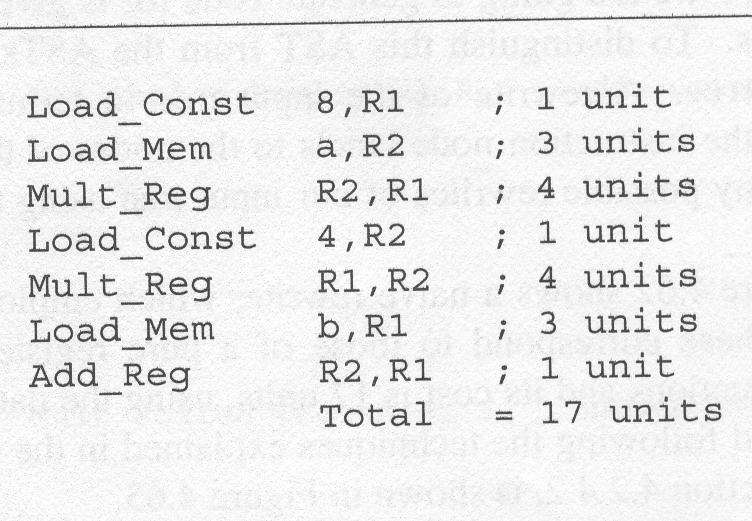 Load_Const 8,R1 ; 1 unit
Load_Mem a,R2 ; 3 units
Mult_Reg R2,R1 ; 4 units
Load_Const 4,R2 ; 1 unit
Mult_Reg R1,R2 ; 4 units
Load_Mem b,R1 ; 3 units
Add_Reg R2,R1 ; 1 unit
Total = 17 units